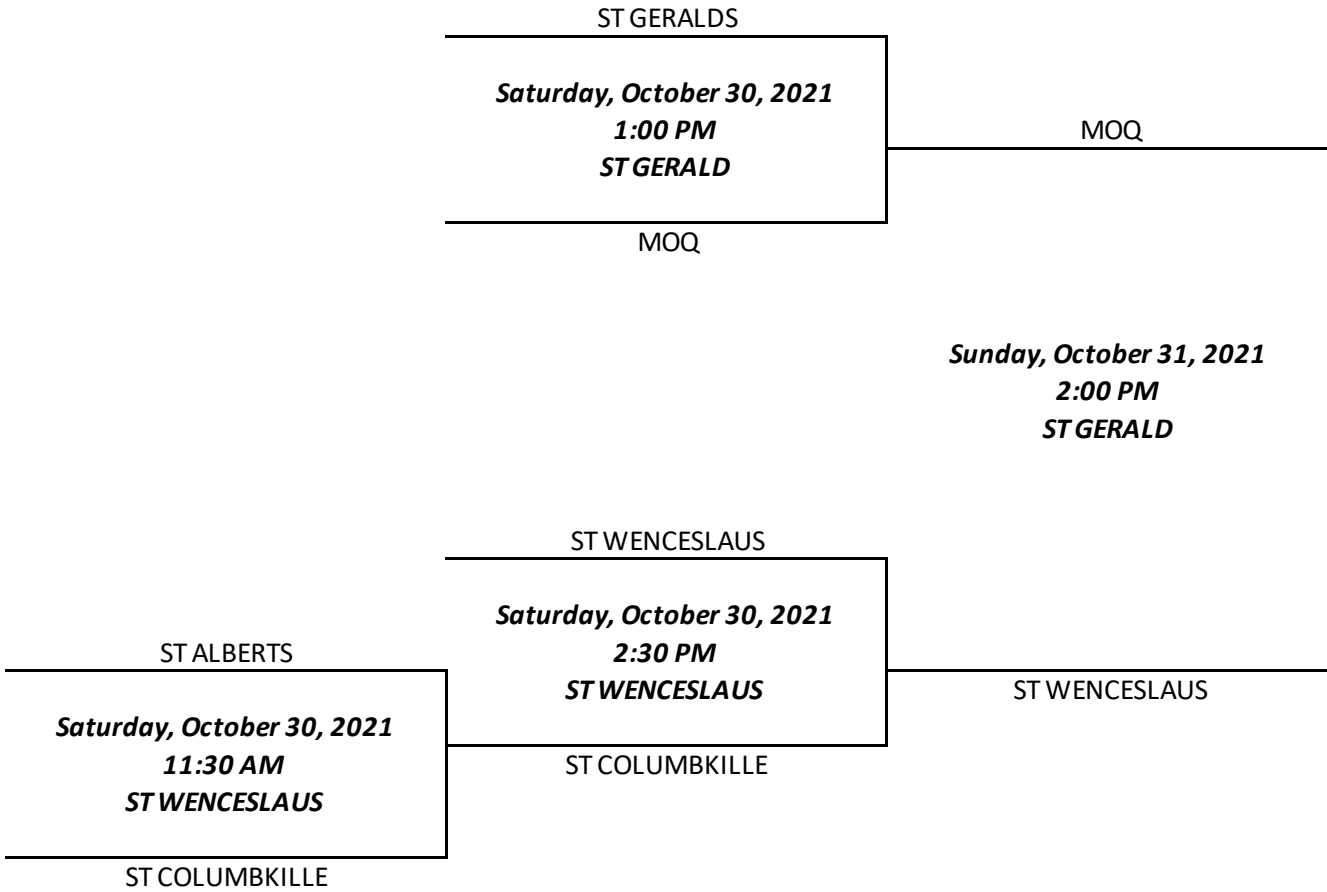 ST GERALDS
Saturday, October 30, 2021
1:00 PM
ST GERALD
MOQ
MOQ
Sunday, October 31, 2021
2:00 PM
ST GERALD
ST WENCESLAUS
Saturday, October 30, 2021
2:30 PM
ST WENCESLAUS
ST ALBERTS
ST WENCESLAUS
Saturday, October 30, 2021
11:30 AM
ST WENCESLAUS
ST COLUMBKILLE
ST COLUMBKILLE